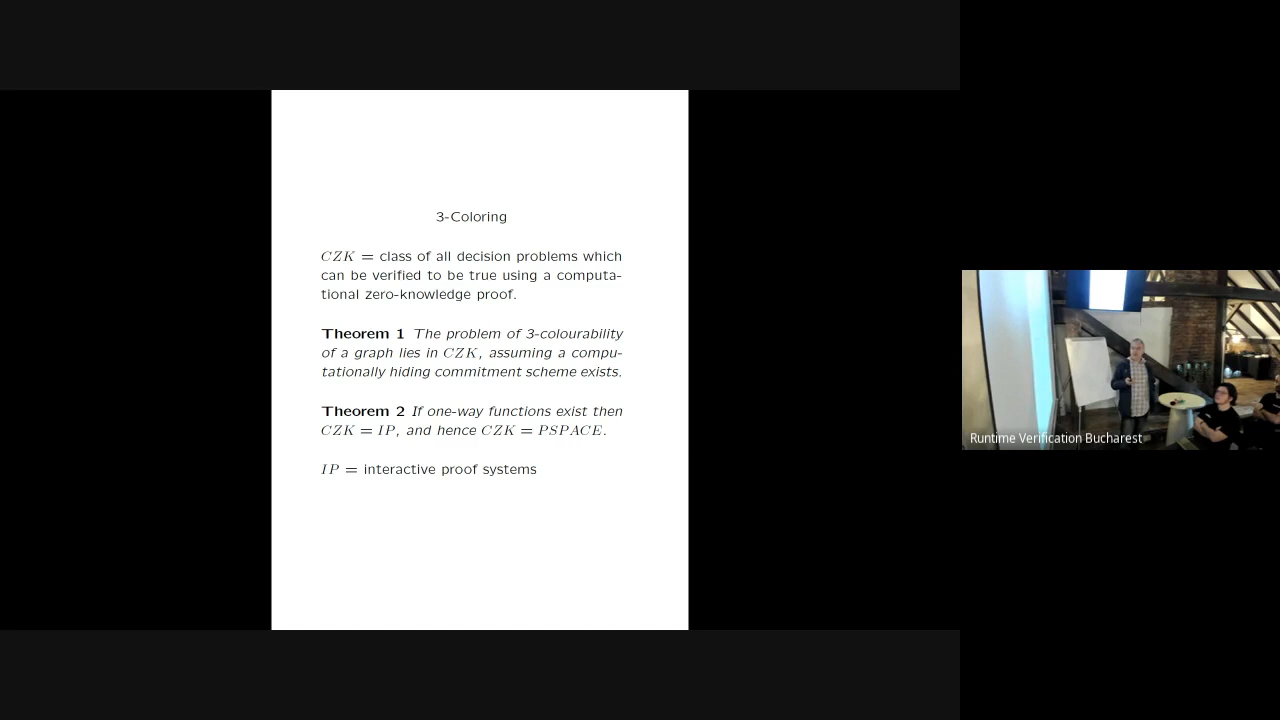 3-Coloring
CZK = class of all decision problems which
can be verified to be true using a computa-
tional zero-knowledge proof.
Theorem 1 The problem of 3-colourability
of a graph lies in CZK, assuming a compu-
tationally hiding commitment scheme exists.
Theorem 2 If one-way functions exist then
CZK = IP, and hence CZK = PSPACE.
IP = interactive proof systems
Runtime Verification Bucharest